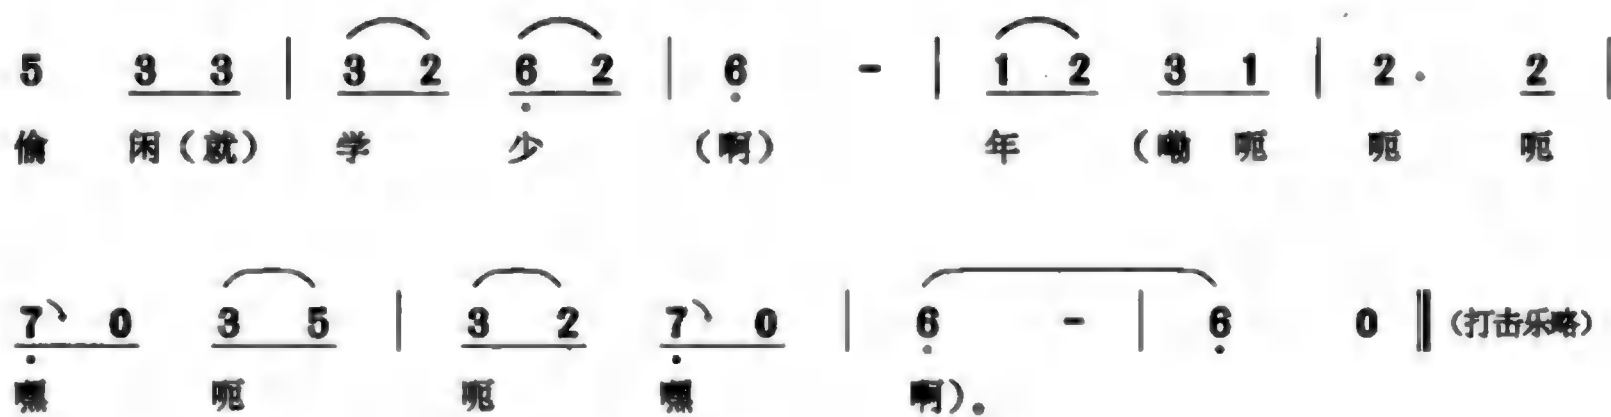 5 3 3 | 3 2 6 2 | 6 - | 1 2 3 1 | 2 · 2 |
偷 闲(就) 学 少 (啊) 年 (嘞 呃 呃 呃
7 0 3 5 | 3 2 7 0 | 6 - | 6 0 ‖ (打击乐略)
嘿 呃 呃 嘿 啊)。